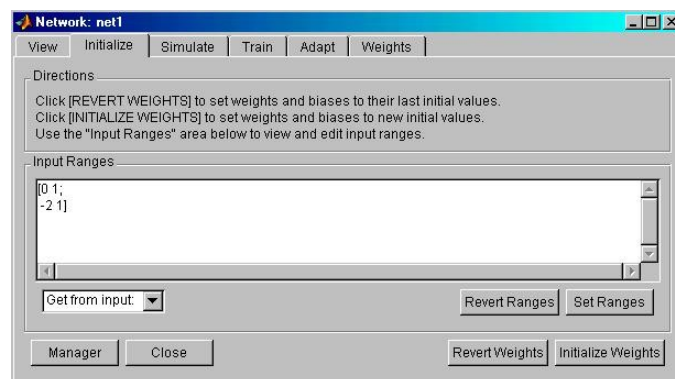 Network: net1
View Initialize Simulate Train Adapt Weights
Directions
Click [REVERT WEIGHTS] to set weights and biases to their last initial values.
Click [INITIALIZE WEIGHTS] to set weights and biases to new initial values.
Use the "Input Ranges" area below to view and edit input ranges.
Input Ranges
[0 1;
-2 1]
Get from input: Revert Ranges Set Ranges
Manager Close Revert Weights Initialize Weights